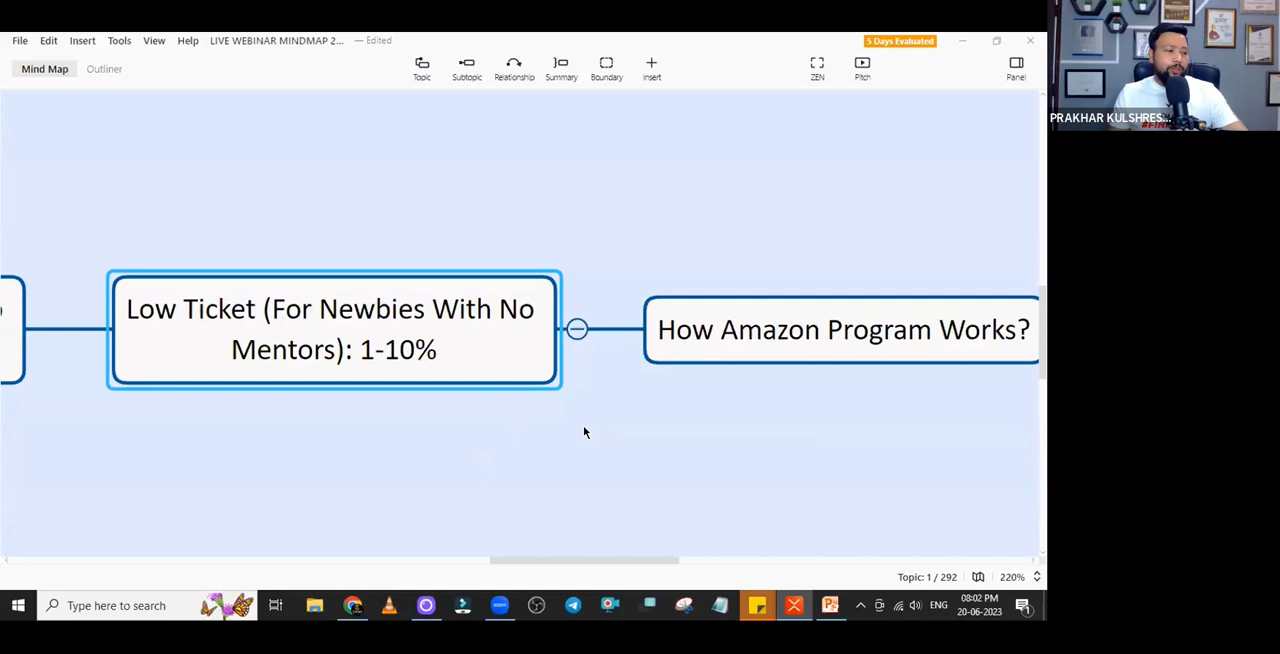 File Edit Insert Tools View Help LIVE WEBINAR MINDMAP 2... — Edited
5 Days Evaluated
Mind Map Outliner
Topic Subtopic Relationship Summary Boundary Insert ZEN Pitch Panel
PRAKHAR KULSHRES...
Low Ticket (For Newbies With No
Mentors): 1-10%
How Amazon Program Works?
Topic: 1 / 292 220%
Type here to search
ENG
08:02 PM
20-06-2023